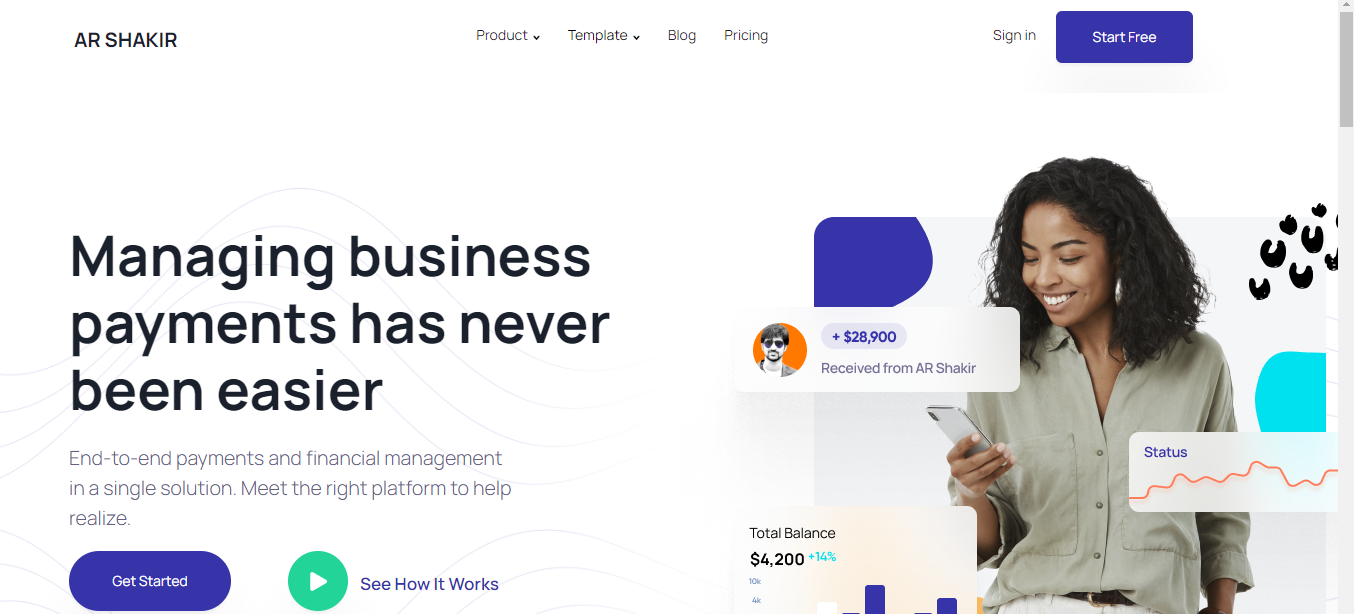 AR SHAKIR
Product
Template
Blog
Pricing
Sign in
Start Free
Managing business
payments has never
been easier
End-to-end payments and financial management
in a single solution. Meet the right platform to help
realize.
Get Started
See How It Works
+ $28,900
Received from AR Shakir
Status
Total Balance
$4,200 +14%
10k
4k